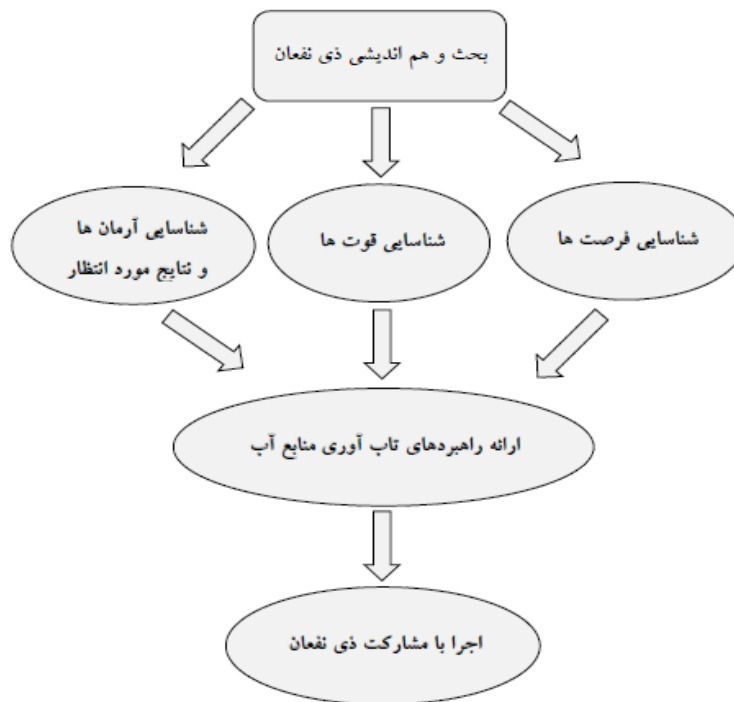 بحث و هم اندیشی ذی نفعان
شناسایی فرصت ها
شناسایی قوت ها
شناسایی آرمان ها
و نتایج مورد انتظار
ارائه راهبردهای تاب آوری منابع آب
اجرا با مشارکت ذی نفعان